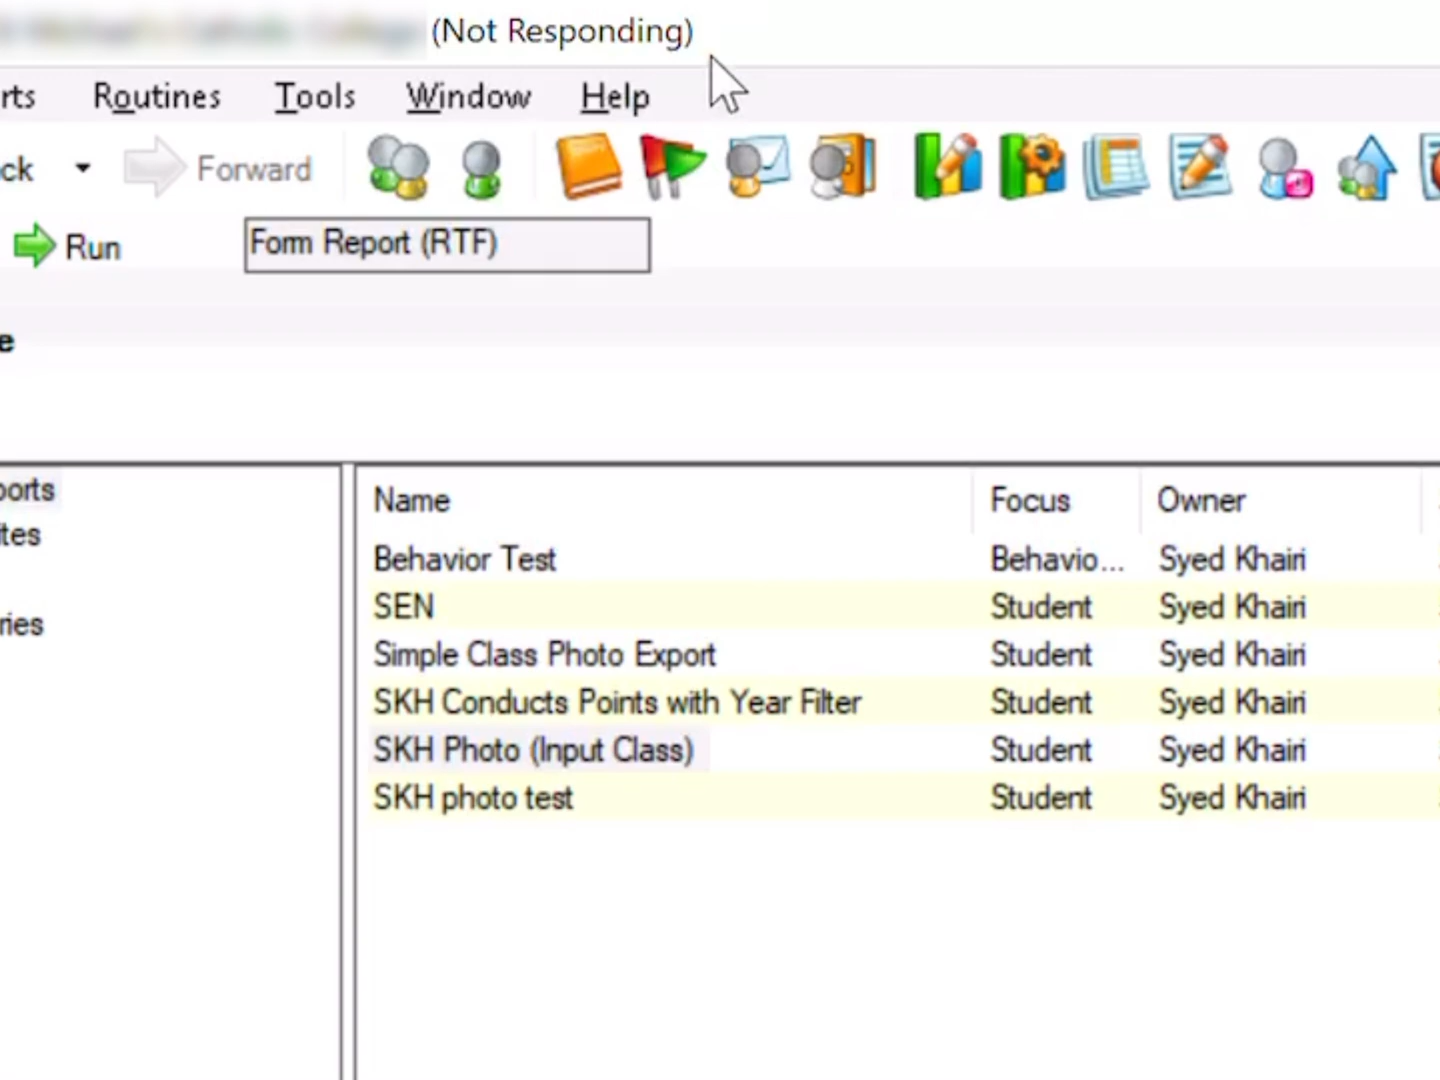 (Not Responding)
rts Routines Tools Window Help
ck Forward
Run Form Report (RTF)
e
ports
ites
ries
Name Focus Owner
Behavior Test Behavio... Syed Khairi
SEN Student Syed Khairi
Simple Class Photo Export Student Syed Khairi
SKH Conducts Points with Year Filter Student Syed Khairi
SKH Photo (Input Class) Student Syed Khairi
SKH photo test Student Syed Khairi